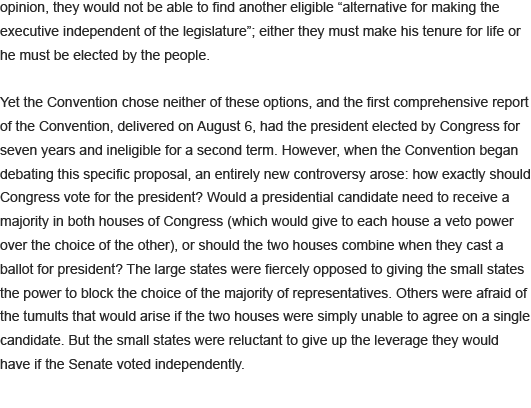 opinion, they would not be able to find another eligible “alternative for making the
executive independent of the legislature”; either they must make his tenure for life or
he must be elected by the people.
Yet the Convention chose neither of these options, and the first comprehensive report
of the Convention, delivered on August 6, had the president elected by Congress for
seven years and ineligible for a second term. However, when the Convention began
debating this specific proposal, an entirely new controversy arose: how exactly should
Congress vote for the president? Would a presidential candidate need to receive a
majority in both houses of Congress (which would give to each house a veto power
over the choice of the other), or should the two houses combine when they cast a
ballot for president? The large states were fiercely opposed to giving the small states
the power to block the choice of the majority of representatives. Others were afraid of
the tumults that would arise if the two houses were simply unable to agree on a single
candidate. But the small states were reluctant to give up the leverage they would
have if the Senate voted independently.